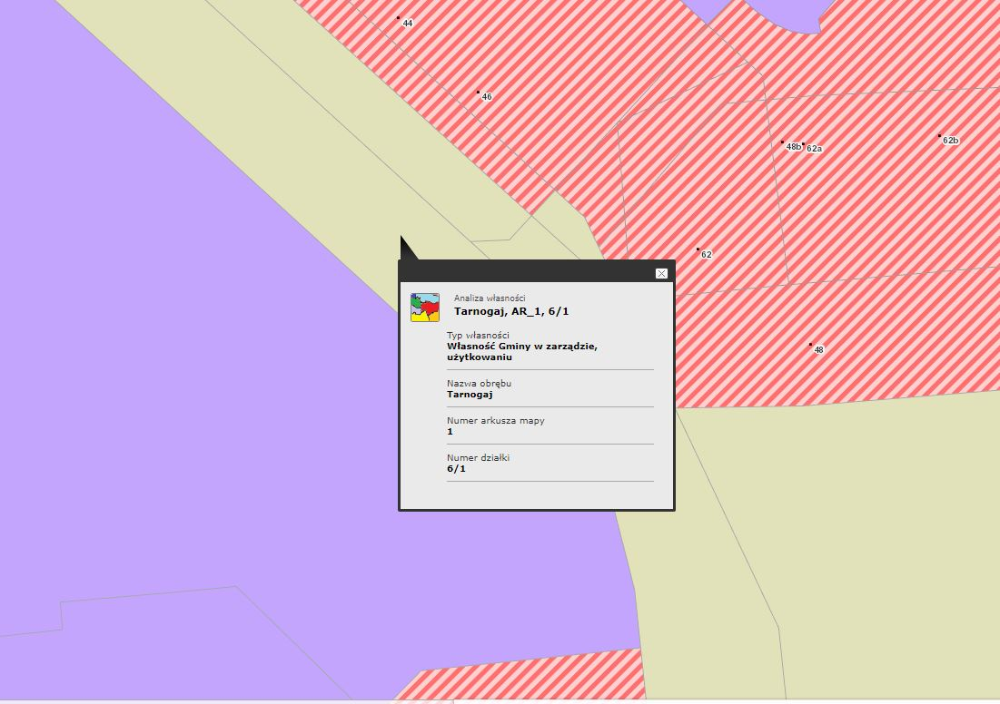 44
46
48b
62a
62b
62
48
Analiza własności
Tarnogaj, AR_1, 6/1
Typ własności
Własność Gminy w zarządzie,
użytkowaniu
Nazwa obrębu
Tarnogaj
Numer arkusza mapy
1
Numer działki
6/1